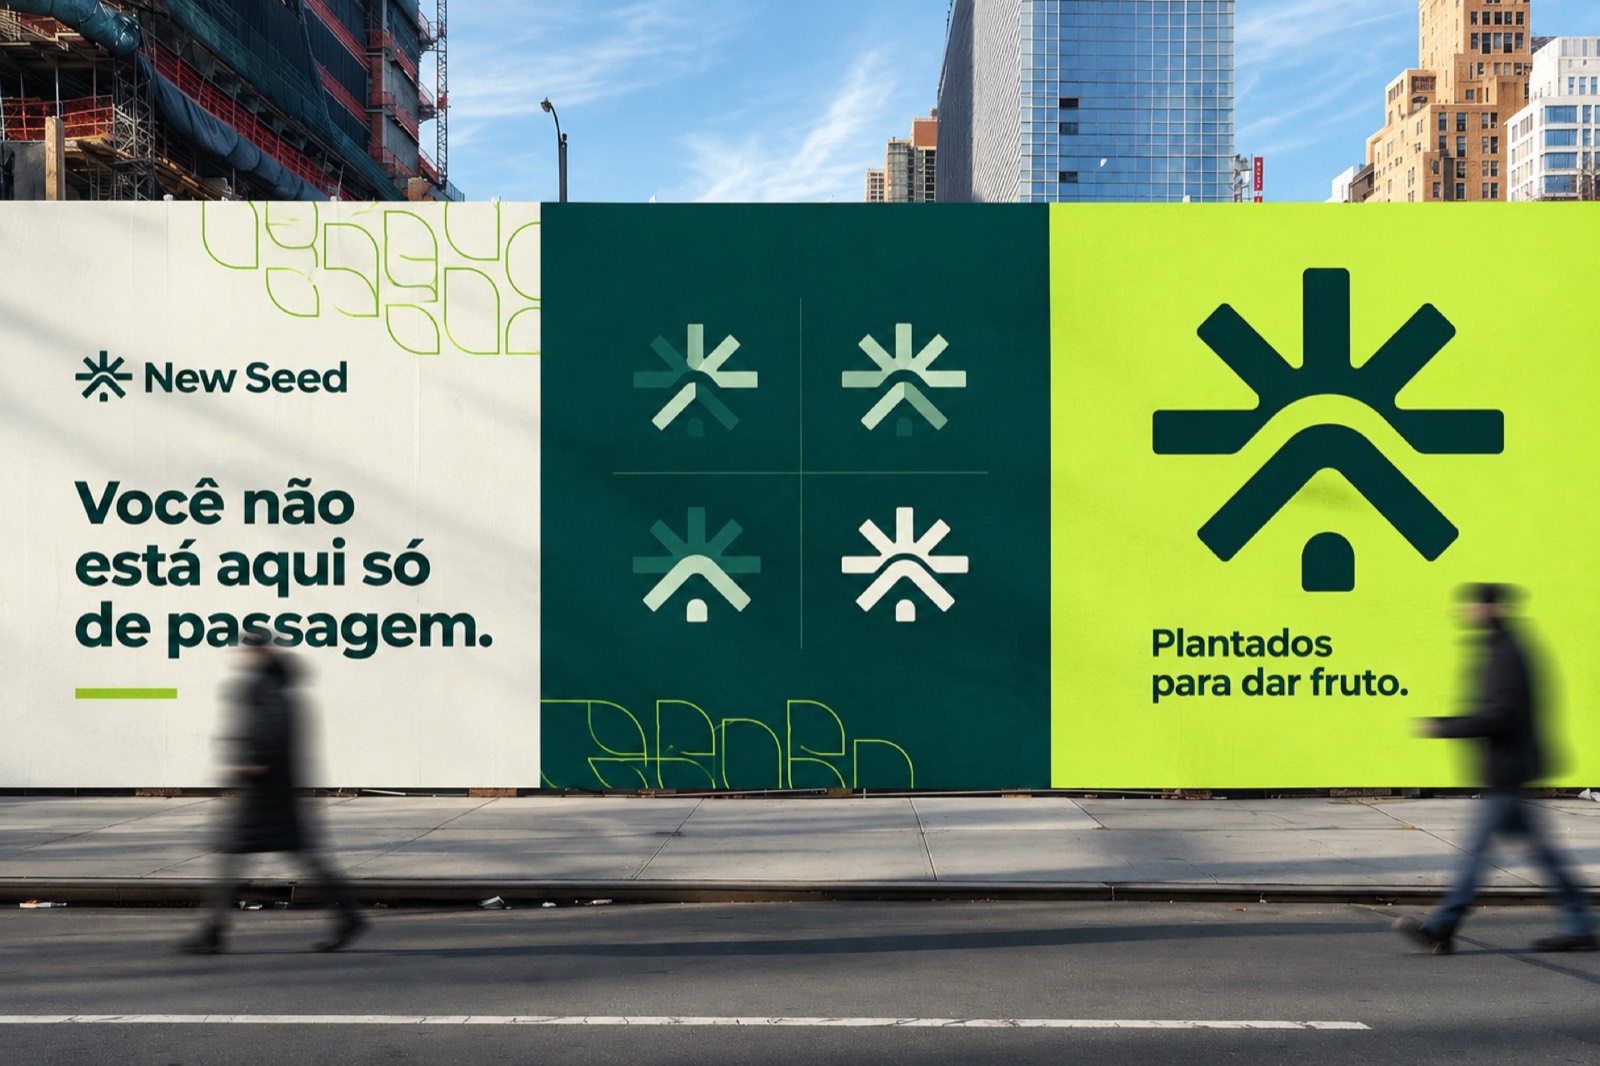 New Seed
Você não
está aqui só
de passagem.
Plantados
para dar fruto.